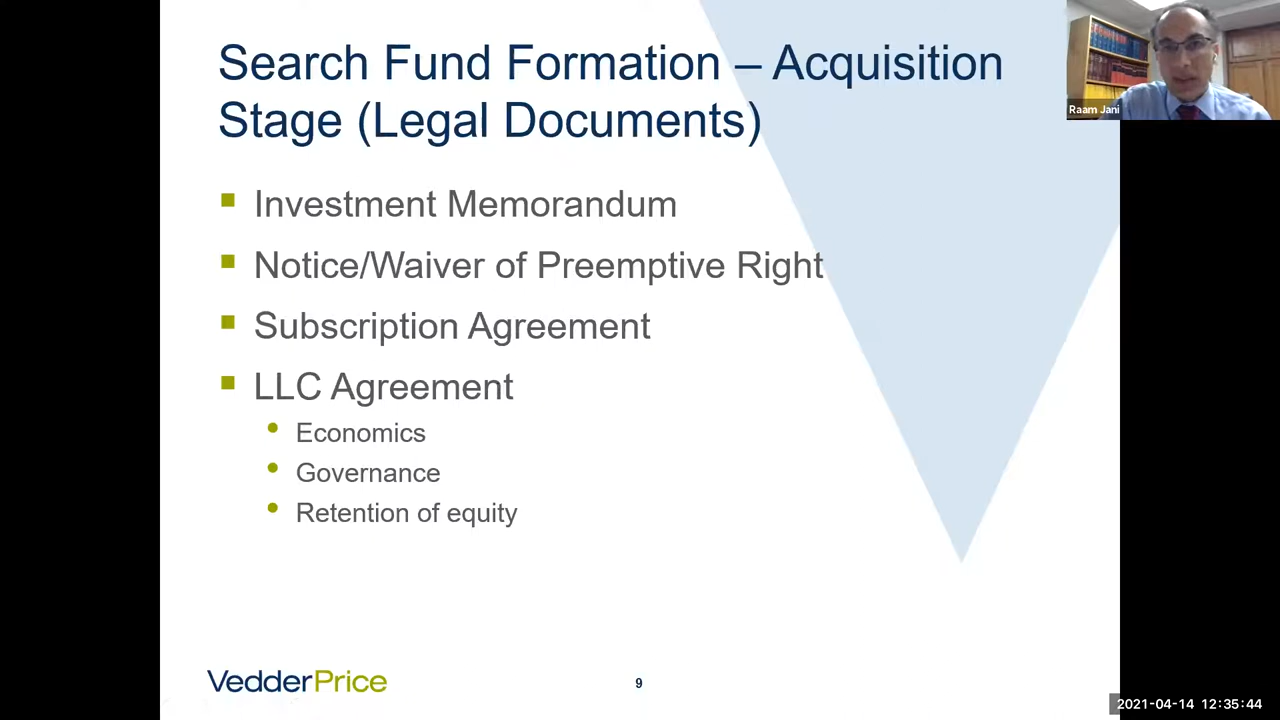 Search Fund Formation – Acquisition
Stage (Legal Documents)
Raam Jani
Investment Memorandum
Notice/Waiver of Preemptive Right
Subscription Agreement
LLC Agreement
Economics
Governance
Retention of equity
VedderPrice
9
2021-04-14 12:35:44